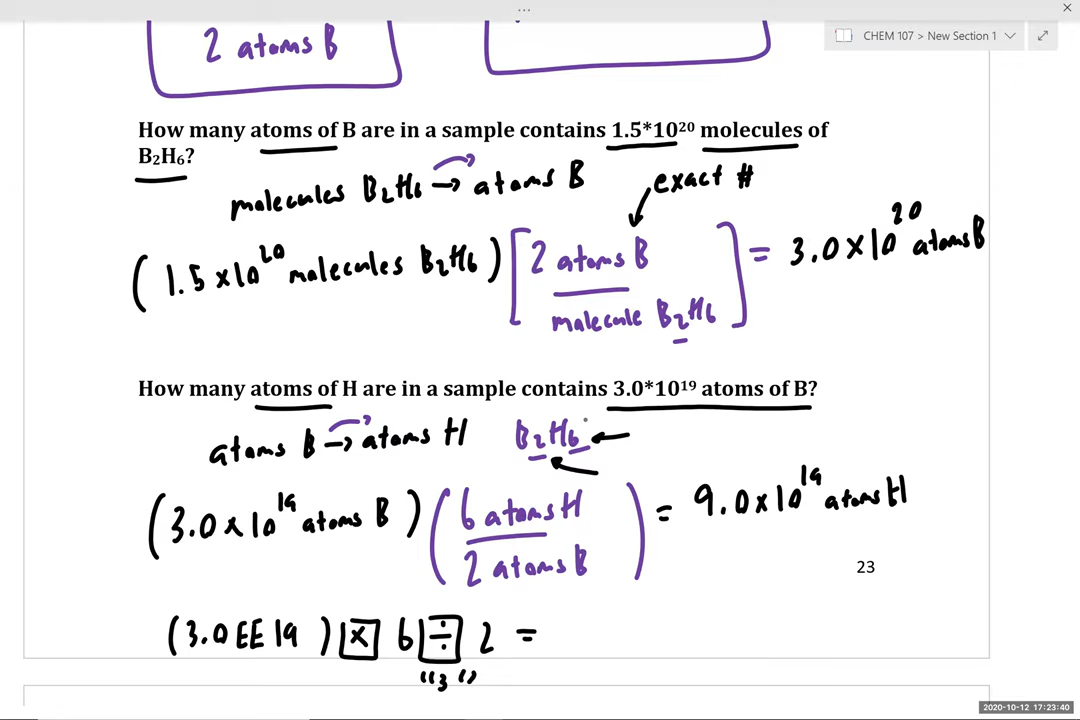 CHEM 107 > New Section 1
2 atoms B
How many atoms of B are in a sample contains 1.5*10²⁰ molecules of
B₂H₆?
molecules B₂H₆ → atoms B
exact #
(1.5 × 10²⁰ molecules B₂H₆) [2 atoms B / molecule B₂H₆] = 3.0 × 10²⁰ atoms B
How many atoms of H are in a sample contains 3.0*10¹⁹ atoms of B?
atoms B → atoms H B₂H₆ ←
(3.0 × 10¹⁹ atoms B) (6 atoms H / 2 atoms B) = 9.0 × 10¹⁹ atoms H
23
(3.0 EE 19) × 6 ÷ 2 =
"3"
2020-10-12 17:23:40